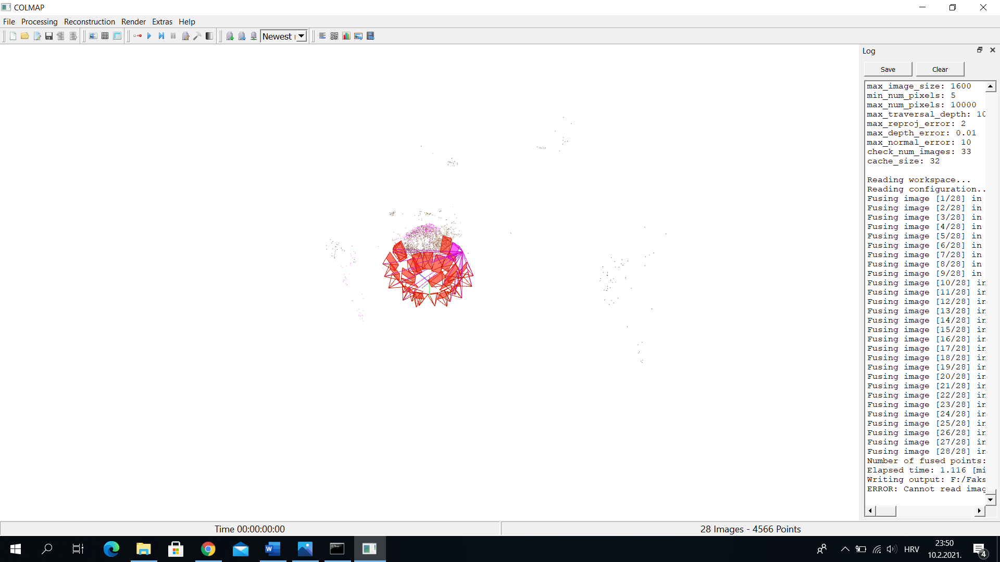 COLMAP
File Processing Reconstruction Render Extras Help
Newest
Log
Save Clear
max_image_size: 1600
min_num_pixels: 5
max_num_pixels: 10000
max_traversal_depth: 10
max_reproj_error: 2
max_depth_error: 0.01
max_normal_error: 10
check_num_images: 33
cache_size: 32
Reading workspace...
Reading configuration..
Fusing image [1/28] in
Fusing image [2/28] in
Fusing image [3/28] in
Fusing image [4/28] in
Fusing image [5/28] in
Fusing image [6/28] in
Fusing image [7/28] in
Fusing image [8/28] in
Fusing image [9/28] in
Fusing image [10/28] in
Fusing image [11/28] in
Fusing image [12/28] in
Fusing image [13/28] in
Fusing image [14/28] in
Fusing image [15/28] in
Fusing image [16/28] in
Fusing image [17/28] in
Fusing image [18/28] in
Fusing image [19/28] in
Fusing image [20/28] in
Fusing image [21/28] in
Fusing image [22/28] in
Fusing image [23/28] in
Fusing image [24/28] in
Fusing image [25/28] in
Fusing image [26/28] in
Fusing image [27/28] in
Fusing image [28/28] in
Number of fused points:
Elapsed time: 1.116 [mi
Writing output: F:/Faks
ERROR: Cannot read imag
Time 00:00:00:00
28 Images - 4566 Points
HRV
23:50
10.2.2021.
4